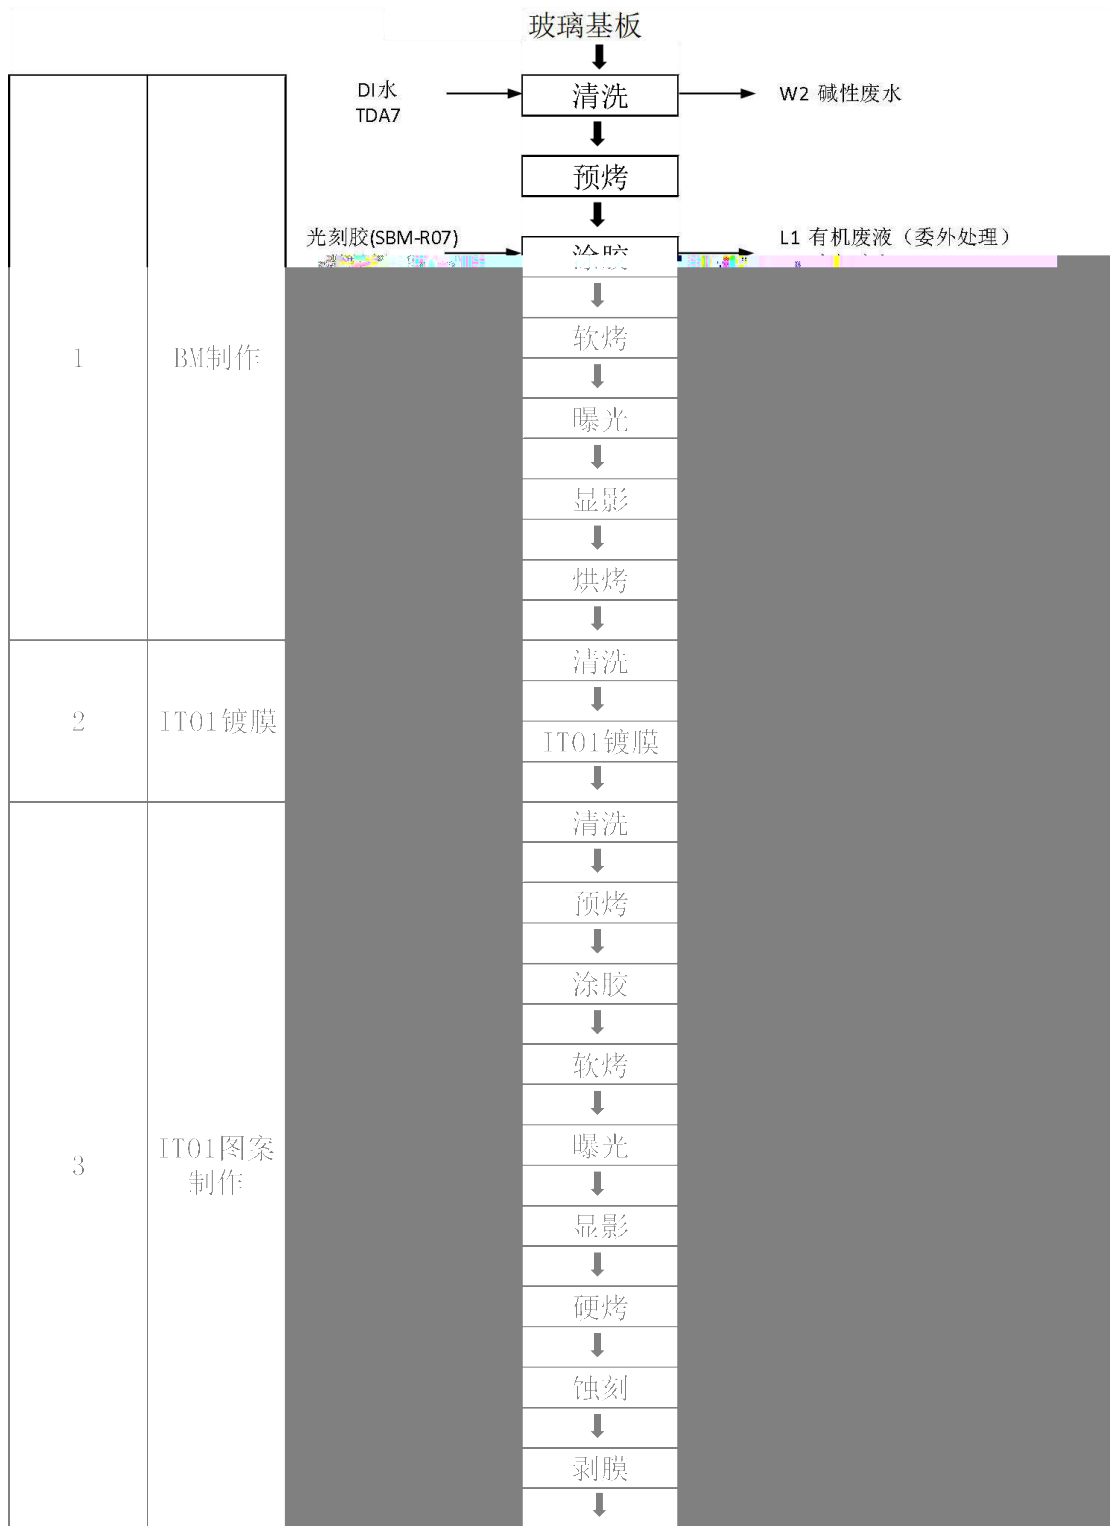 玻璃基板
DI水
TDA7
清洗
W2 碱性废水
预烤
光刻胶(SBM-R07)
涂胶
L1 有机废液（委外处理）
软烤
1
BM制作
曝光
显影
烘烤
清洗
2
ITO1镀膜
ITO1镀膜
清洗
预烤
涂胶
软烤
曝光
3
ITO1图案
制作
显影
硬烤
蚀刻
剥膜